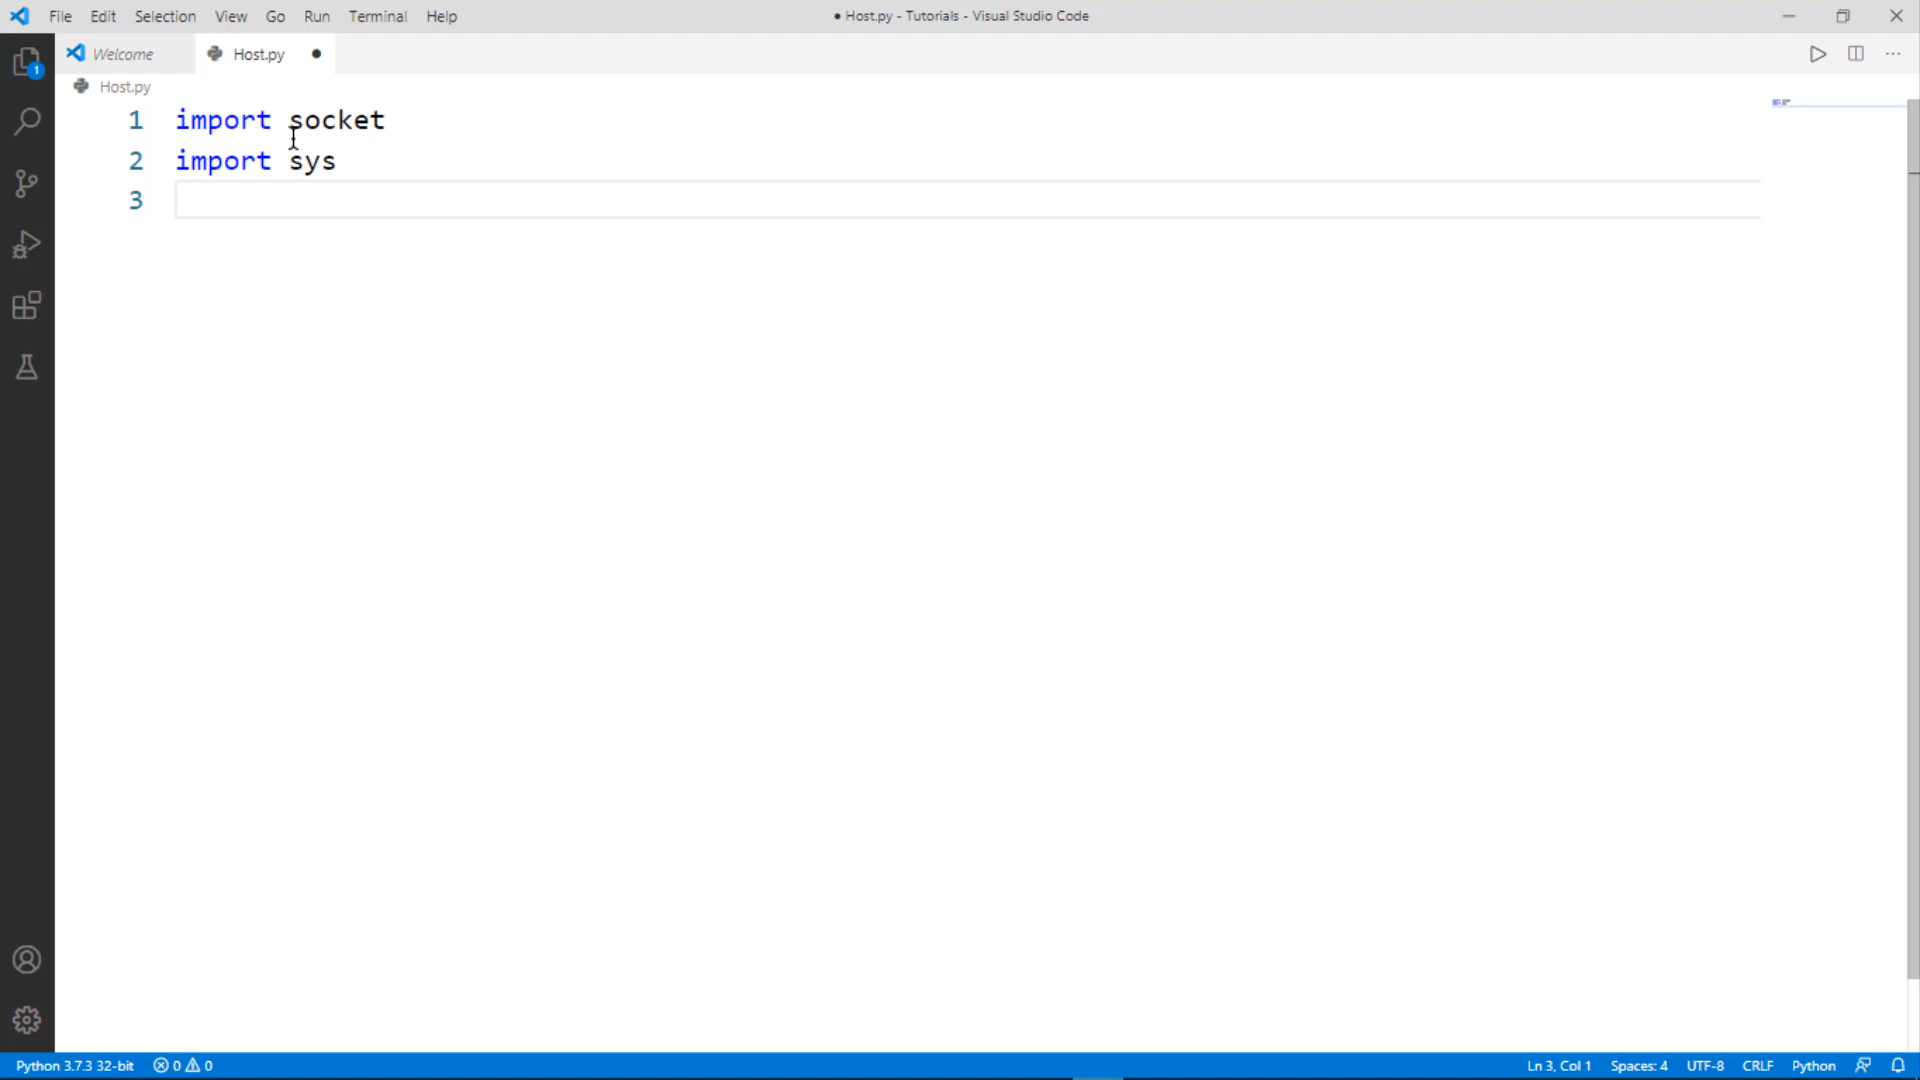 File Edit Selection View Go Run Terminal Help
● Host.py - Tutorials - Visual Studio Code
Welcome
Host.py ●
Host.py
1 import socket
2 import sys
3
1
Python 3.7.3 32-bit 0 0
Ln 3, Col 1 Spaces: 4 UTF-8 CRLF Python